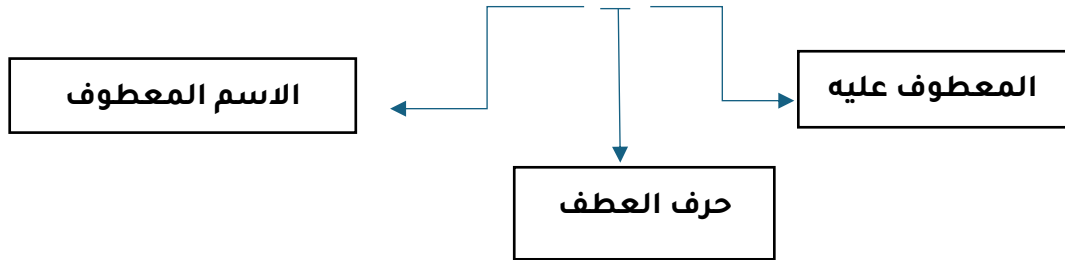 المعطوف عليه
الاسم المعطوف
حرف العطف